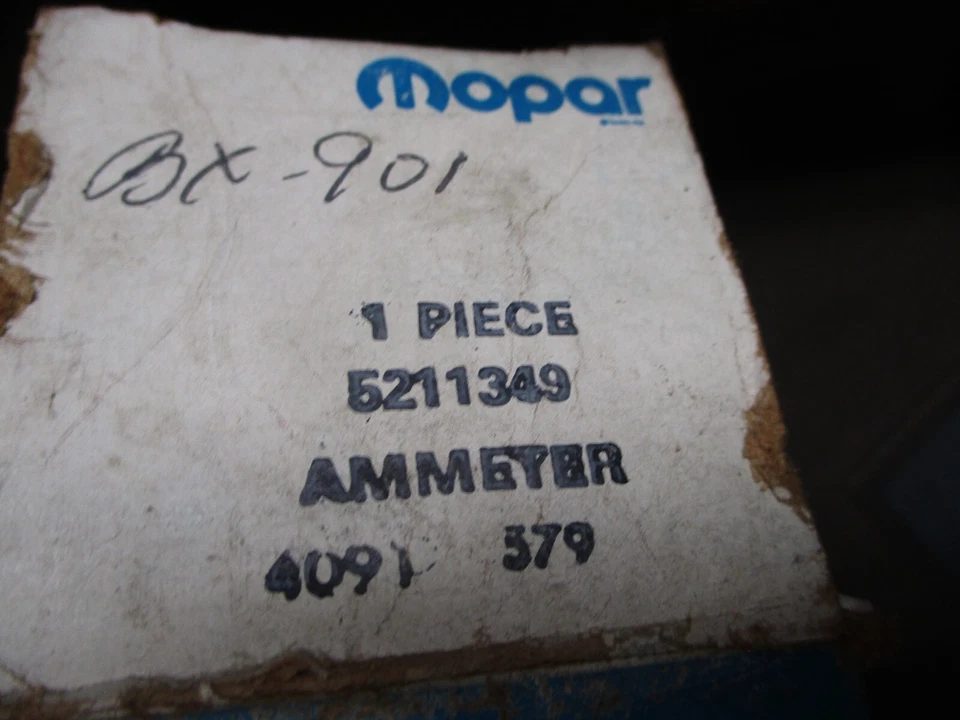 mopar
BX-901
1 PIECE
5211349
AMMETER
4091 379